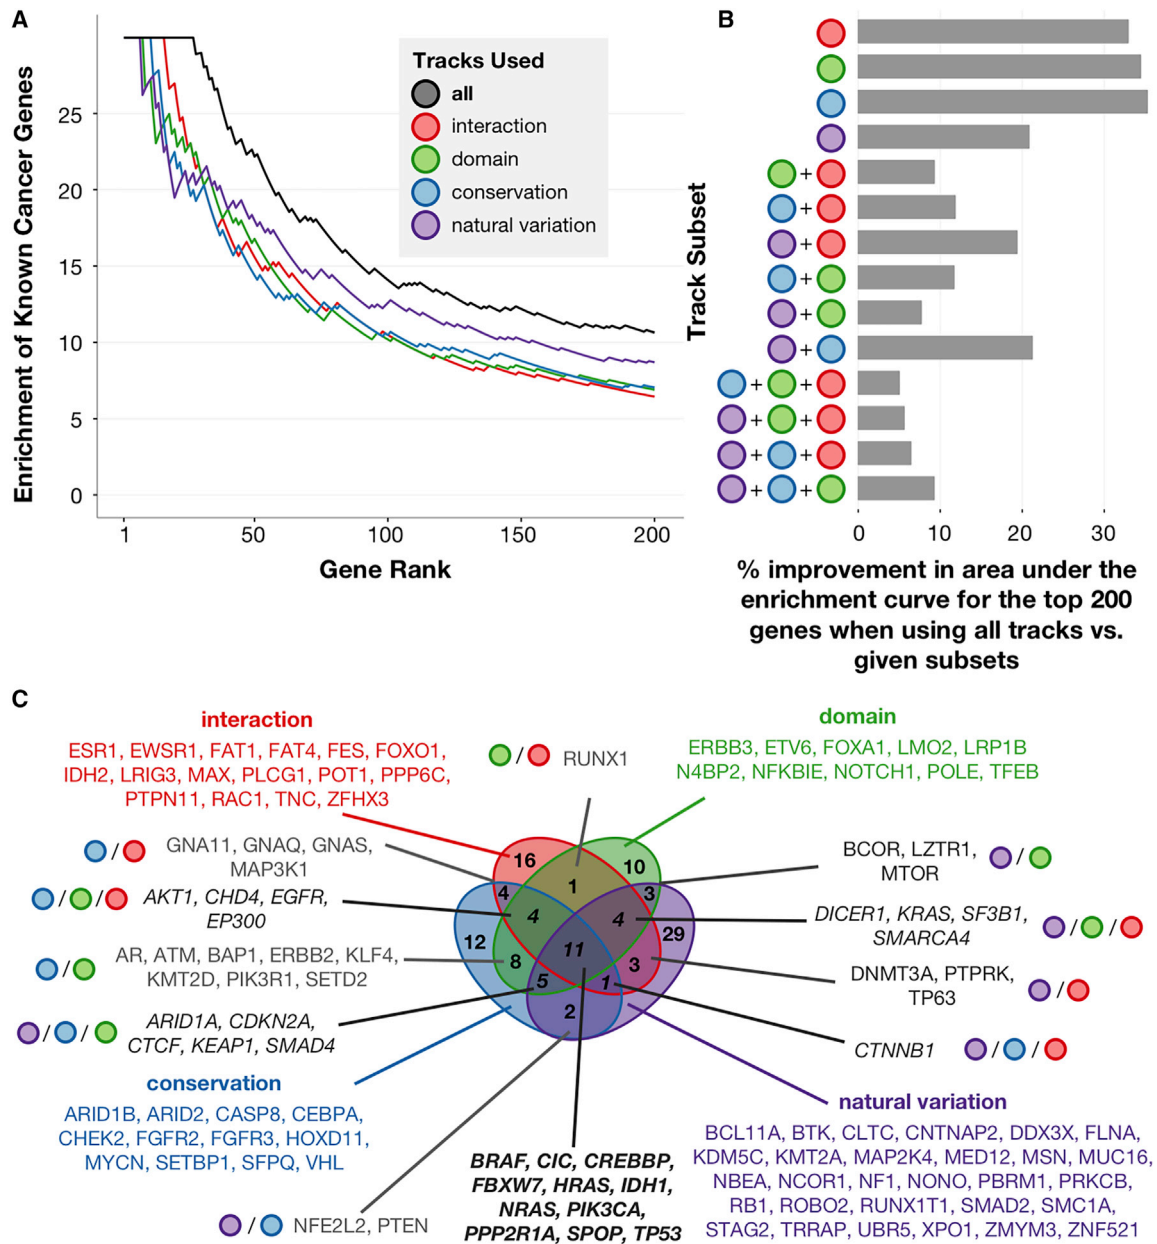 A
Enrichment of Known Cancer Genes
25
20
15
10
5
0
1
50
100
150
200
Gene Rank
Tracks Used
all
interaction
domain
conservation
natural variation
B
Track Subset
+
+
+
+
+
+
+ +
+ +
+ +
+ +
0
10
20
30
% improvement in area under the
enrichment curve for the top 200
genes when using all tracks vs.
given subsets
C
interaction
ESR1, EWSR1, FAT1, FAT4, FES, FOXO1,
IDH2, LRIG3, MAX, PLCG1, POT1, PPP6C,
PTPN11, RAC1, TNC, ZFHX3
/ RUNX1
domain
ERBB3, ETV6, FOXA1, LMO2, LRP1B
N4BP2, NFKBIE, NOTCH1, POLE, TFEB
/ GNA11, GNAQ, GNAS,
MAP3K1
/ / AKT1, CHD4, EGFR,
EP300
/ AR, ATM, BAP1, ERBB2, KLF4,
KMT2D, PIK3R1, SETD2
/ / ARID1A, CDKN2A,
CTCF, KEAP1, SMAD4
16
10
1
4
3
4
4
12
29
11
8
3
5
1
2
BCOR, LZTR1, /
MTOR
DICER1, KRAS, SF3B1, / /
SMARCA4
DNMT3A, PTPRK, /
TP63
CTNNB1 / /
conservation
ARID1B, ARID2, CASP8, CEBPA,
CHEK2, FGFR2, FGFR3, HOXD11,
MYCN, SETBP1, SFPQ, VHL
/ NFE2L2, PTEN
BRAF, CIC, CREBBP,
FBXW7, HRAS, IDH1,
NRAS, PIK3CA,
PPP2R1A, SPOP, TP53
natural variation
BCL11A, BTK, CLTC, CNTNAP2, DDX3X, FLNA,
KDM5C, KMT2A, MAP2K4, MED12, MSN, MUC16,
NBEA, NCOR1, NF1, NONO, PBRM1, PRKCB,
RB1, ROBO2, RUNX1T1, SMAD2, SMC1A,
STAG2, TRRAP, UBR5, XPO1, ZMYM3, ZNF521